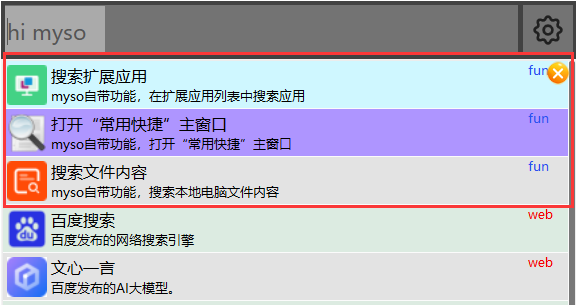 hi myso
搜索扩展应用
fun
myso自带功能，在扩展应用列表中搜索应用
打开“常用快捷”主窗口
fun
myso自带功能，打开“常用快捷”主窗口
搜索文件内容
fun
myso自带功能，搜索本地电脑文件内容
百度搜索
web
百度发布的网络搜索引擎
du
文心一言
web
百度发布的AI大模型。